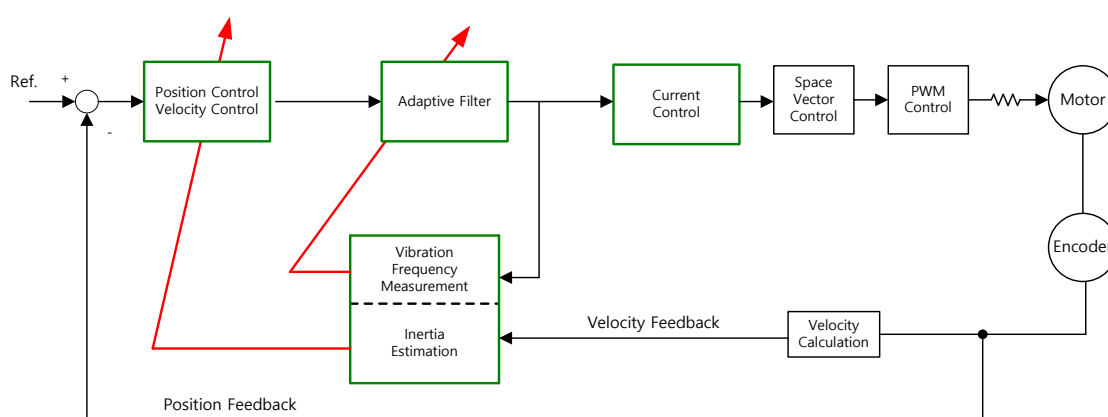 Ref.
+
-
Position Control
Velocity Control
Adaptive Filter
Current
Control
Space
Vector
Control
PWM
Control
Motor
Encoder
Vibration
Frequency
Measurement
Inertia
Estimation
Velocity Feedback
Velocity
Calculation
Position Feedback